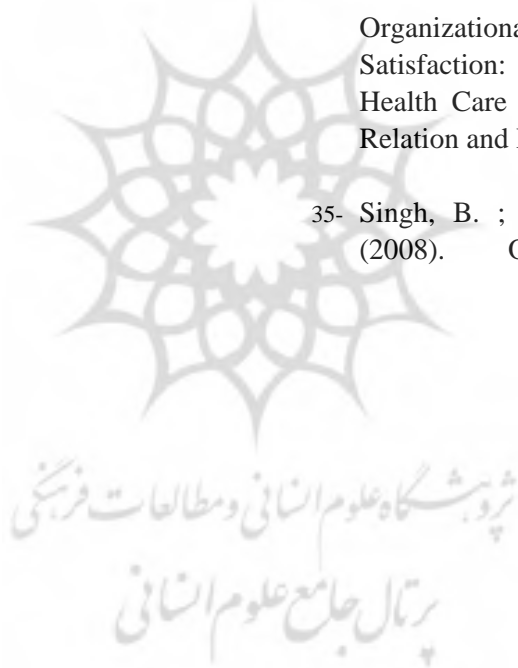 Organizationa
Satisfaction:
Health Care
Relation and
35- Singh, B. ;
(2008).
پژوهشگاه علوم انسانی و مطالعات فرهنگی
پرتال جامع علوم انسانی